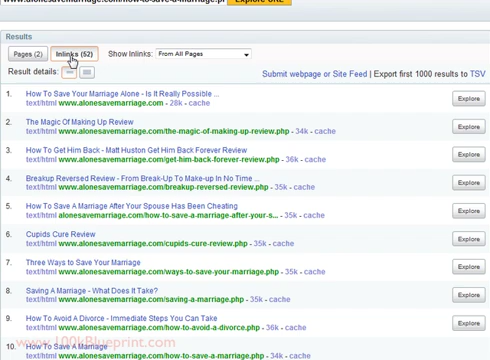 www.alonesavemarriage.com/how-to-save-a-marriage.p Explore URL
Results
Pages (2) Inlinks (52) Show Inlinks: From All Pages
Result details: Submit webpage or Site Feed | Export first 1000 results to TSV
1. How To Save Your Marriage Alone - Is It Really Possible ... Explore
text/html www.alonesavemarriage.com - 28k - cache
2. The Magic Of Making Up Review Explore
text/html www.alonesavemarriage.com/the-magic-of-making-up-review.php - 34k - cache
3. How To Get Him Back - Matt Huston Get Him Back Forever Review Explore
text/html www.alonesavemarriage.com/get-him-back-forever-review.php - 36k - cache
4. Breakup Reversed Review - From Break-Up To Make-up In No Time ... Explore
text/html www.alonesavemarriage.com/breakup-reversed-review.php - 35k - cache
5. How To Save A Marriage After Your Spouse Has Been Cheating Explore
text/html alonesavemarriage.com/how-to-save-a-marriage-after-your-s... - 35k - cache
6. Cupids Cure Review Explore
text/html www.alonesavemarriage.com/cupids-cure-review.php - 35k - cache
7. Three Ways to Save Your Marriage Explore
text/html www.alonesavemarriage.com/ways-to-save-your-marriage.php - 35k - cache
8. Saving A Marriage - What Does It Take? Explore
text/html www.alonesavemarriage.com/saving-a-marriage.php - 35k - cache
9. How To Avoid A Divorce - Immediate Steps You Can Take Explore
text/html www.alonesavemarriage.com/how-to-avoid-a-divorce.php - 36k - cache
www.100kBlueprint.com
10. How To Save A Marriage Explore
text/html www.alonesavemarriage.com/how-to-save-a-marriage.php - 34k - cache